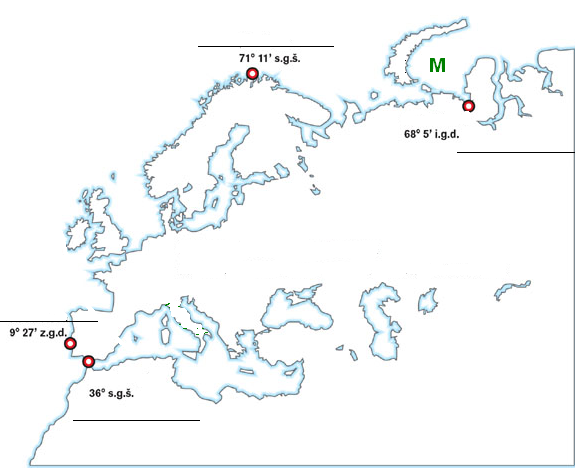 71° 11’ s.g.š.
M
68° 5’ i.g.d.
9° 27’ z.g.d.
36° s.g.š.